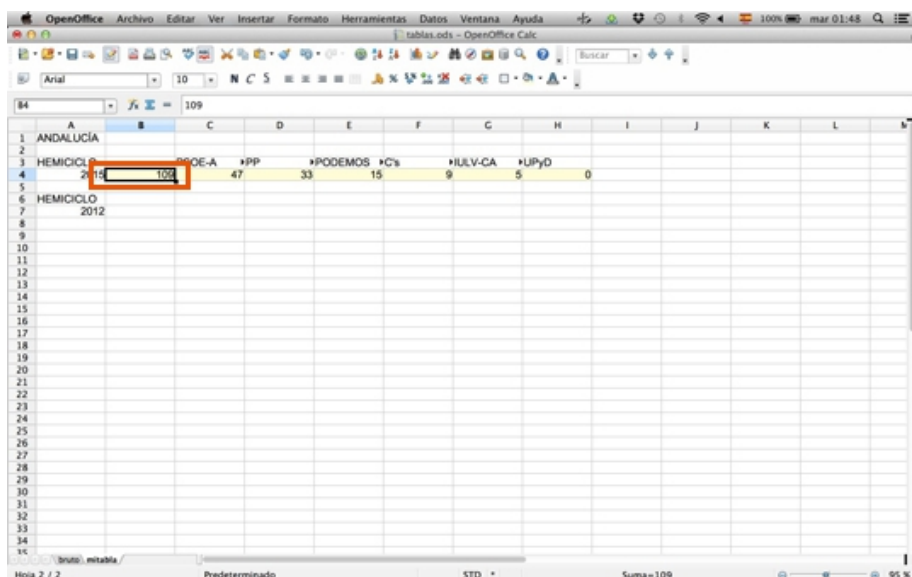 OpenOffice Archivo Editar Ver Insertar Formato Herramientas Datos Ventana Ayuda 100% mar 01:48
tablas.ods - OpenOffice Calc
Buscar
Arial 10 N C S
B4 = 109
A B C D E F G H I J K L M
1 ANDALUCÍA
2
3 HEMICICLO PSOE-A PP PODEMOS C's IULV-CA UPyD
4 2015 109 47 33 15 9 5 0
5
6 HEMICICLO
7 2012
8
9
10
11
12
13
14
15
16
17
18
19
20
21
22
23
24
25
26
27
28
29
30
31
32
33
34
35
bruto mitabla
Hoja 2 / 2 Predeterminado STD * Suma=109 95 %